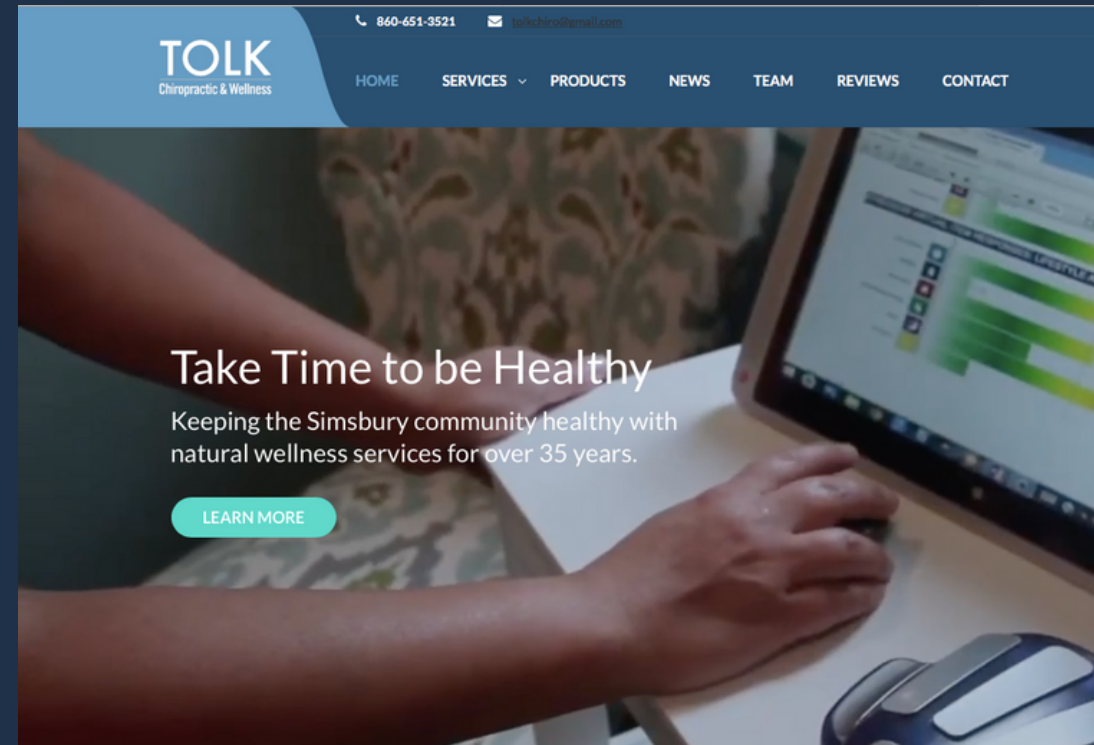 860-651-3521 tolkchiro@gmail.com
TOLK
Chiropractic & Wellness
HOME SERVICES PRODUCTS NEWS TEAM REVIEWS CONTACT
Take Time to be Healthy
Keeping the Simsbury community healthy with
natural wellness services for over 35 years.
LEARN MORE